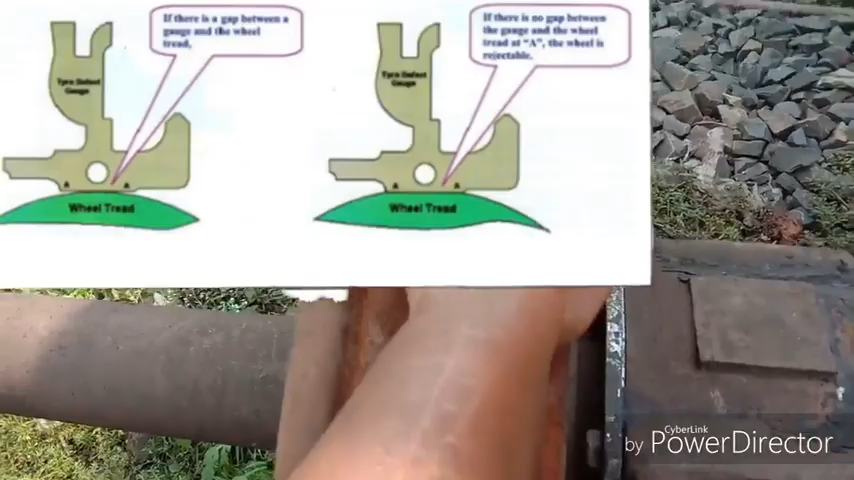 If there is a gap between a
gauge and the wheel
tread,
If there is no gap between
the gauge and the wheel
tread at "A", the wheel is
rejectable.
Tyre Defect
Gauge
Tyre Defect
Gauge
A A
A A
Wheel Tread
Wheel Tread
by CyberLink
PowerDirector